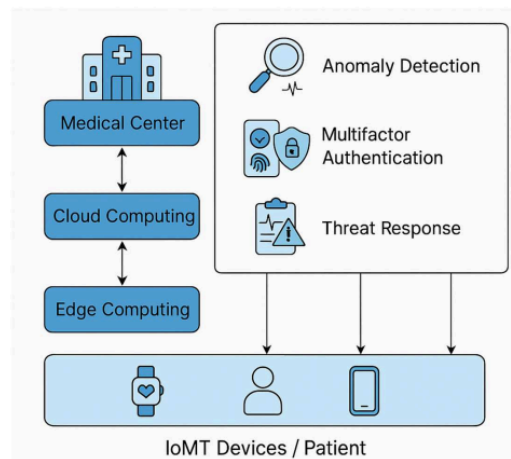 Medical Center
Cloud Computing
Edge Computing
Anomaly Detection
Multifactor
Authentication
Threat Response
IoMT Devices / Patient